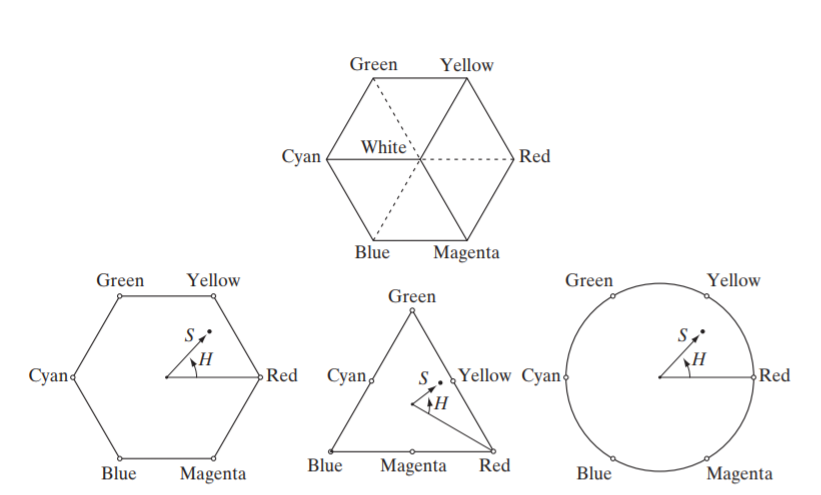 Green Yellow
Cyan White Red
Blue Magenta
Green Yellow
S
H
Cyan Red
Blue Magenta
Green
Cyan S Yellow
H
Blue Magenta Red
Green Yellow
S
H
Cyan Red
Blue Magenta